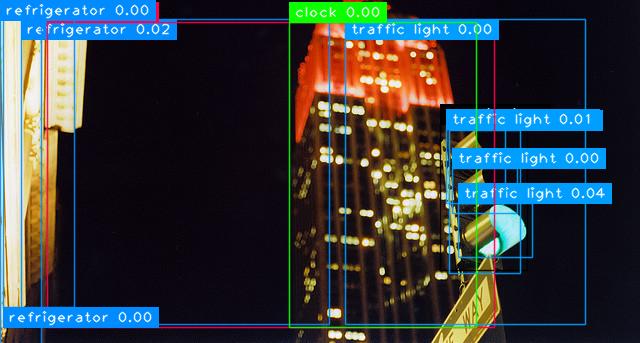 refrigerator 0.00
clock 0.00
refrigerator 0.02
traffic light 0.00
traffic light 0.01
traffic light 0.00
traffic light 0.04
refrigerator 0.00
WAY